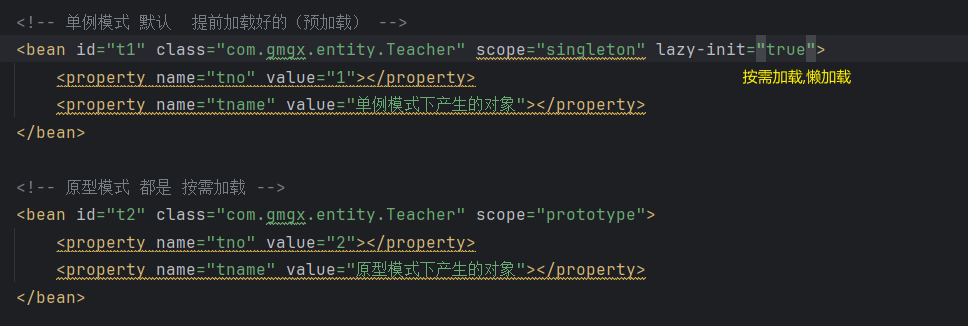 <!-- 单例模式 默认  提前加载好的（预加载） -->
<bean id="t1" class="com.gmgx.entity.Teacher" scope="singleton" lazy-init="true">
<property name="tno" value="1"></property>
按需加载,懒加载
<property name="tname" value="单例模式下产生的对象"></property>
</bean>
<!-- 原型模式 都是 按需加载 -->
<bean id="t2" class="com.gmgx.entity.Teacher" scope="prototype">
<property name="tno" value="2"></property>
<property name="tname" value="原型模式下产生的对象"></property>
</bean>